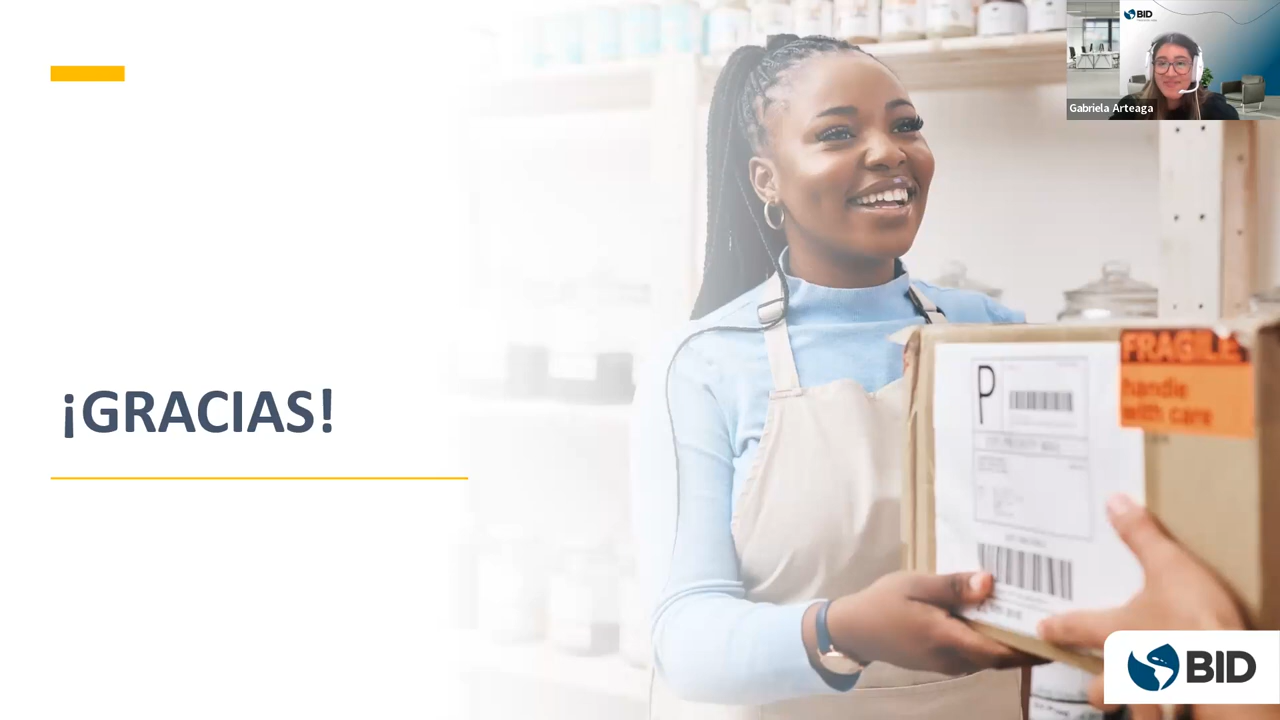 BID
Gabriela Arteaga
¡GRACIAS!
FRAGILE
handle
with care
P
BID